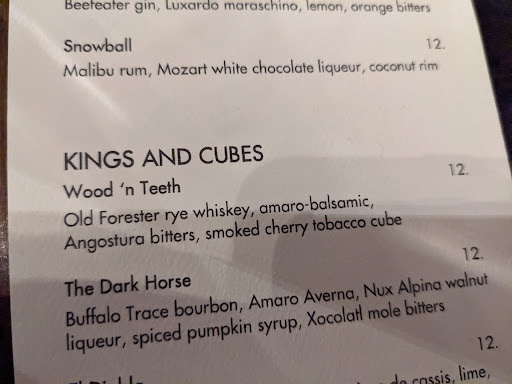 Beefeater gin, Luxardo maraschino, lemon, orange bitters
Snowball 12.
Malibu rum, Mozart white chocolate liqueur, coconut rim
KINGS AND CUBES
Wood 'n Teeth 12.
Old Forester rye whiskey, amaro-balsamic,
Angostura bitters, smoked cherry tobacco cube
The Dark Horse 12.
Buffalo Trace bourbon, Amaro Averna, Nux Alpina walnut
liqueur, spiced pumpkin syrup, Xocolatl mole bitters
12.
de cassis, lime,